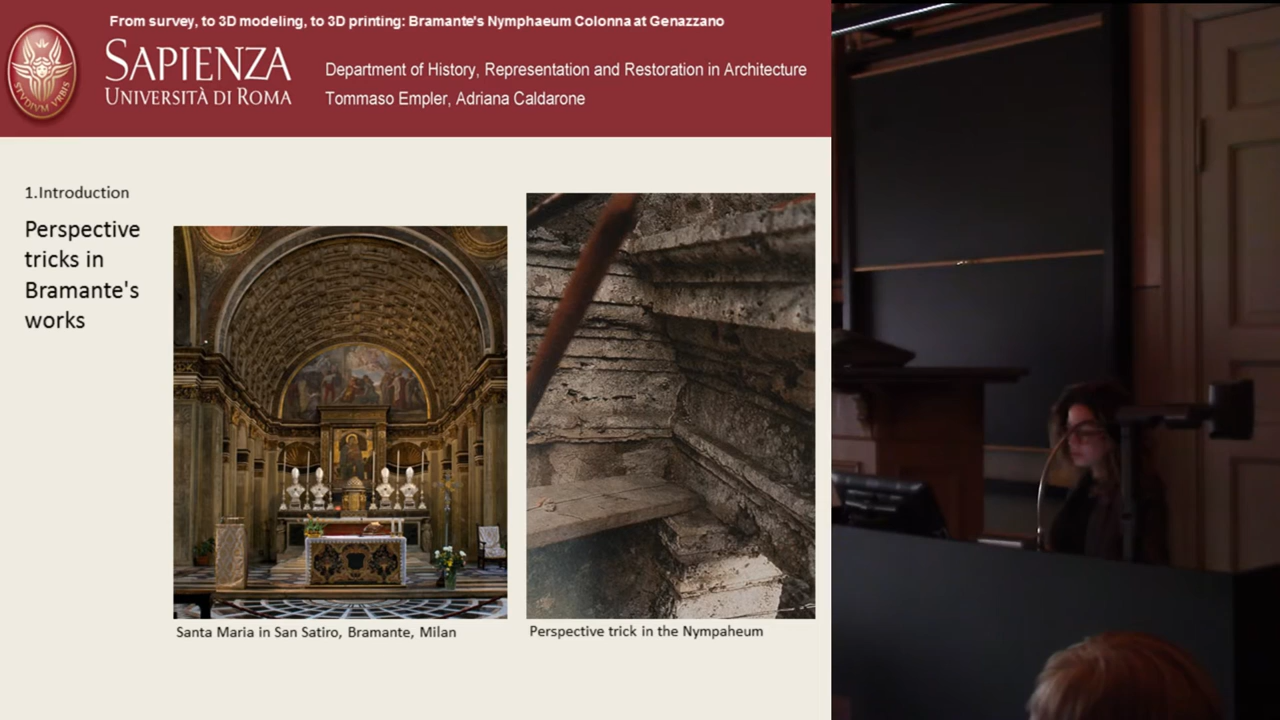 From survey, to 3D modeling, to 3D printing: Bramante's Nymphaeum Colonna at Genazzano
SAPIENZA
UNIVERSITÀ DI ROMA
STVDIVM VRBIS
Department of History, Representation and Restoration in Architecture
Tommaso Empler, Adriana Caldarone
1.Introduction
Perspective
tricks in
Bramante's
works
Santa Maria in San Satiro, Bramante, Milan
Perspective trick in the Nympaheum